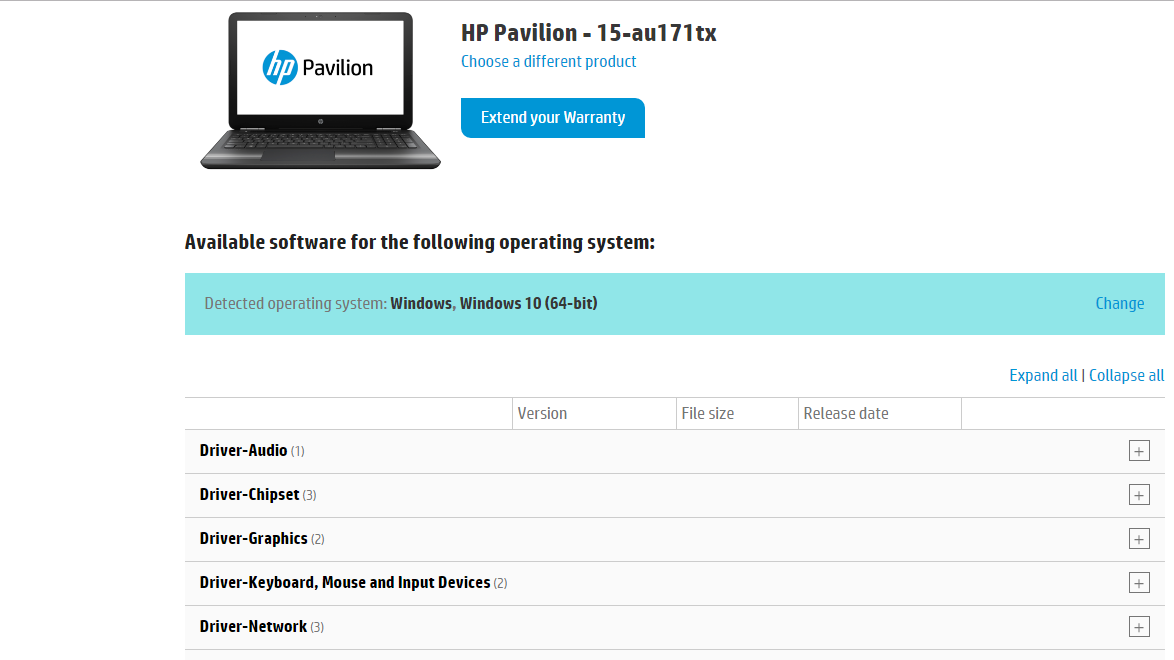 HP Pavilion - 15-au171tx
hp Pavilion
Choose a different product
Extend your Warranty
Available software for the following operating system:
Detected operating system: Windows, Windows 10 (64-bit) Change
Expand all | Collapse all
Version File size Release date
Driver-Audio (1) +
Driver-Chipset (3) +
Driver-Graphics (2) +
Driver-Keyboard, Mouse and Input Devices (2) +
Driver-Network (3) +